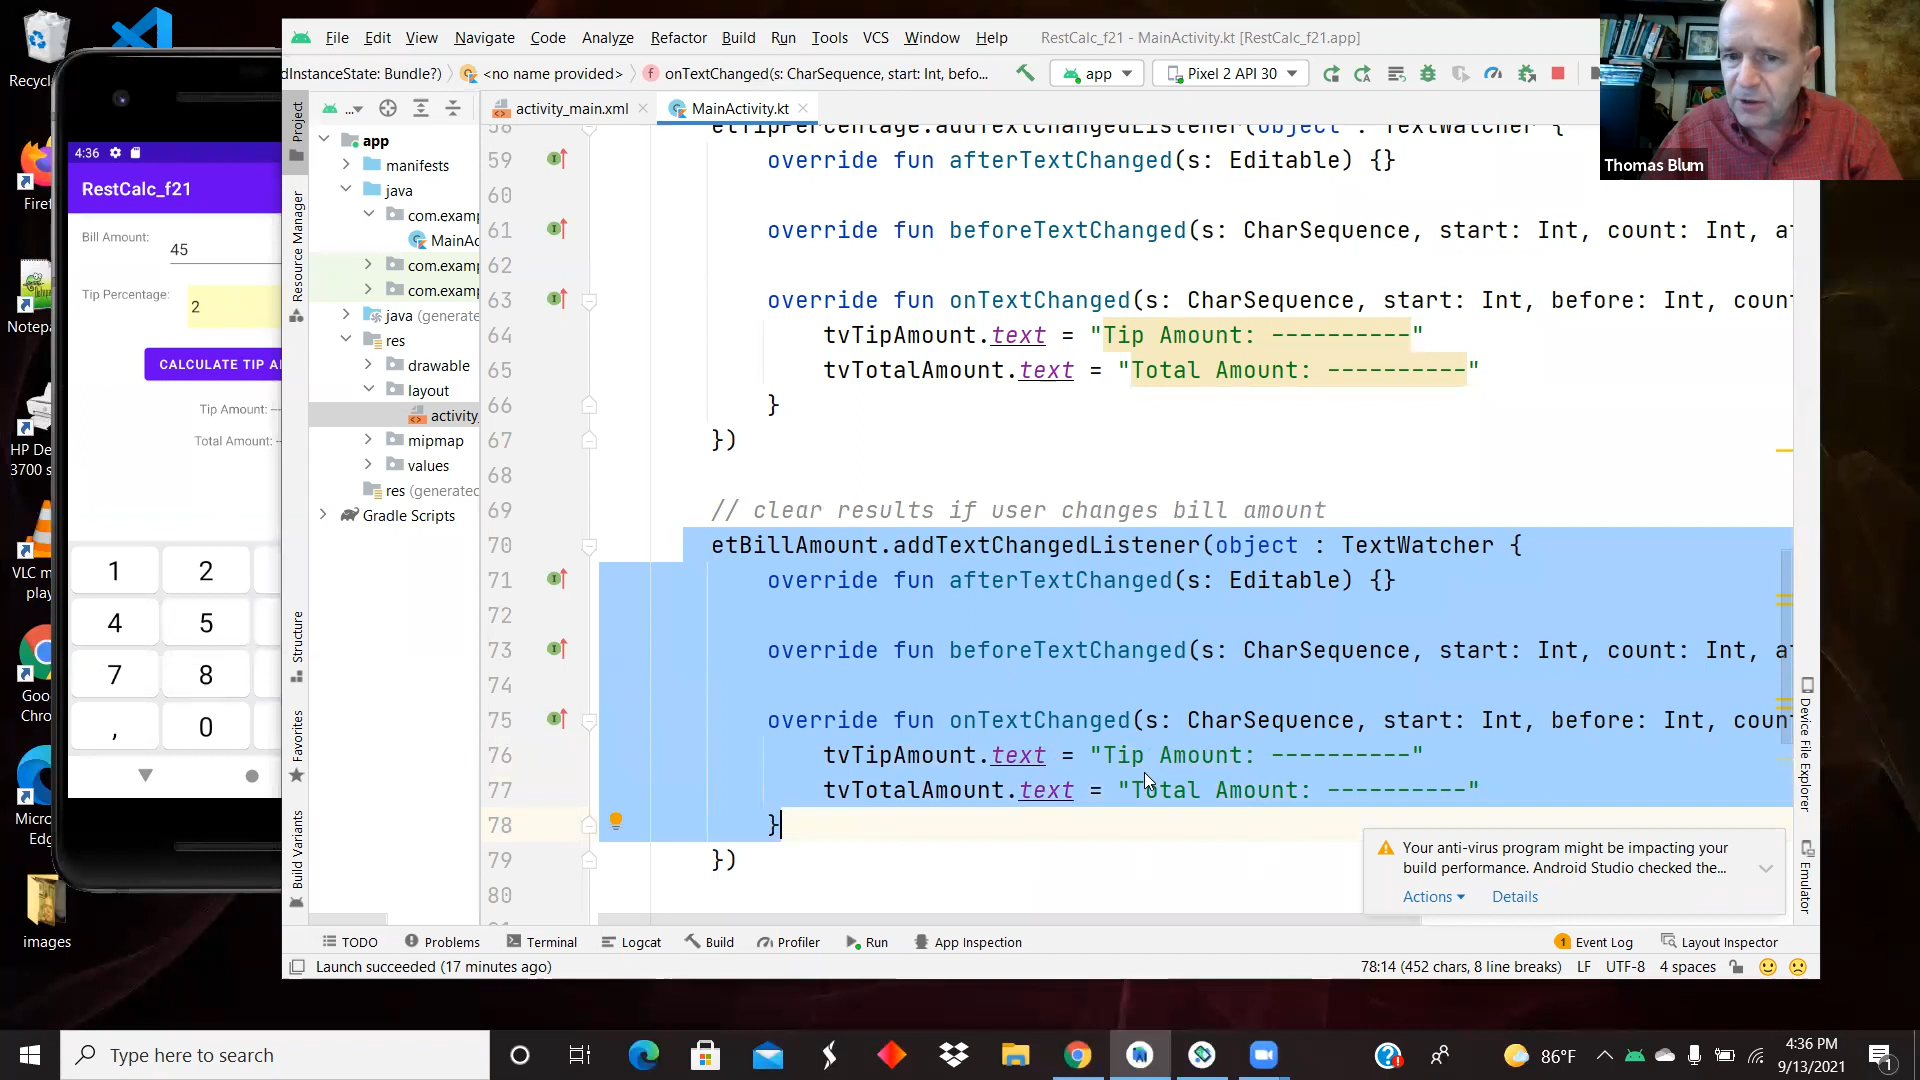 File Edit View Navigate Code Analyze Refactor Build Run Tools VCS Window Help RestCalc_f21 - MainActivity.kt [RestCalc_f21.app]
dInstanceState: Bundle?) <no name provided> onTextChanged(s: CharSequence, start: Int, befo... app Pixel 2 API 30
activity_main.xml MainActivity.kt
Thomas Blum
Recycl
Firef
Notep
HP De
3700 s
VLC m
play
Goo
Chro
Micro
Edg
images
4:36
RestCalc_f21
Bill Amount:
45
Tip Percentage:
2
CALCULATE TIP A
Tip Amount: --
Total Amount: --
1 2
4 5
7 8
, 0
Project
Resource Manager
Structure
Favorites
Build Variants
...
app
manifests
java
com.examp
MainAc
com.examp
com.examp
java (generate
res
drawable
layout
activity_
mipmap
values
res (generated
Gradle Scripts
58 etTipPercentage.addTextChangedListener(object : TextWatcher {
59 override fun afterTextChanged(s: Editable) {}
60
61 override fun beforeTextChanged(s: CharSequence, start: Int, count: Int, a
62
63 override fun onTextChanged(s: CharSequence, start: Int, before: Int, coun
64 tvTipAmount.text = "Tip Amount: ----------"
65 tvTotalAmount.text = "Total Amount: ----------"
66 }
67 })
68
69 // clear results if user changes bill amount
70 etBillAmount.addTextChangedListener(object : TextWatcher {
71 override fun afterTextChanged(s: Editable) {}
72
73 override fun beforeTextChanged(s: CharSequence, start: Int, count: Int, a
74
75 override fun onTextChanged(s: CharSequence, start: Int, before: Int, coun
76 tvTipAmount.text = "Tip Amount: ----------"
77 tvTotalAmount.text = "Total Amount: ----------"
78 }
79 })
80
Your anti-virus program might be impacting your
build performance. Android Studio checked the...
Actions Details
Device File Explorer
Emulator
TODO Problems Terminal Logcat Build Profiler Run App Inspection 1 Event Log Layout Inspector
Launch succeeded (17 minutes ago) 78:14 (452 chars, 8 line breaks) LF UTF-8 4 spaces
Type here to search
86°F
4:36 PM
9/13/2021
1